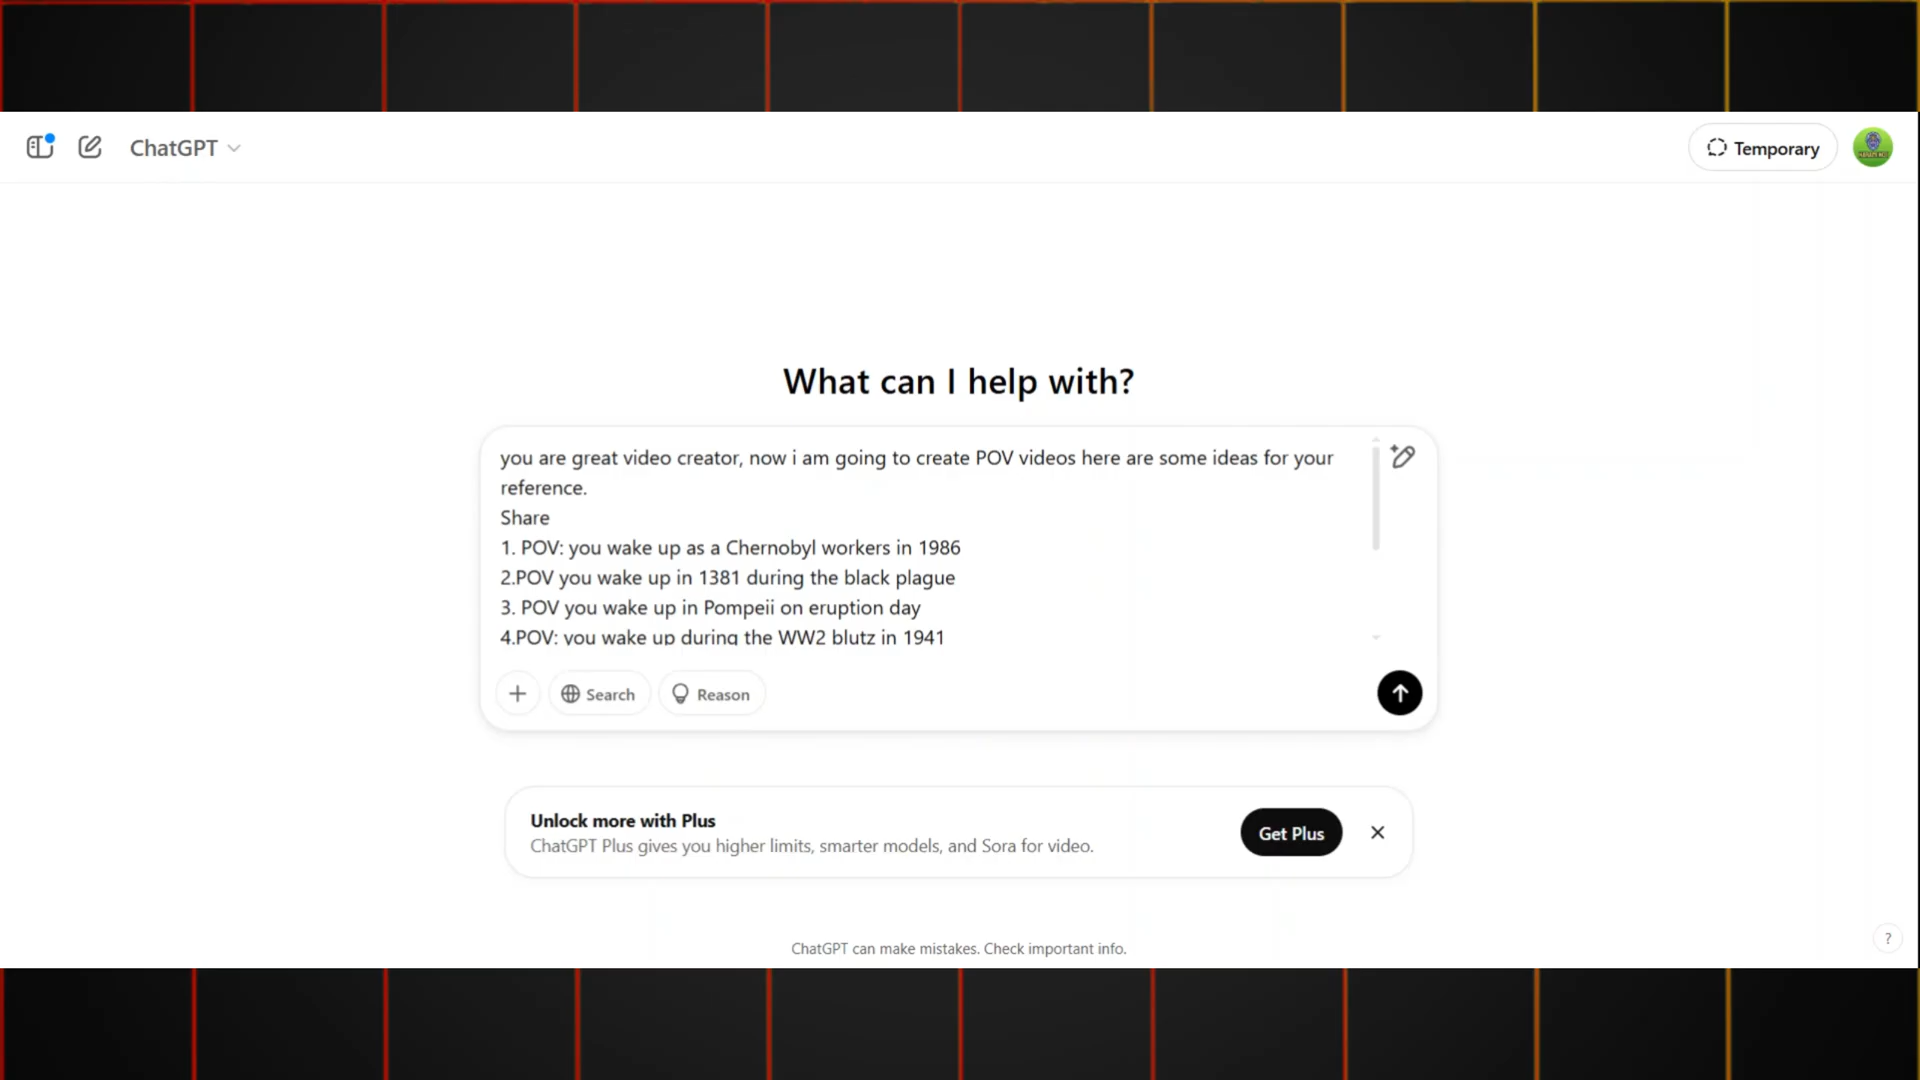 ChatGPT
Temporary
What can I help with?
you are great video creator, now i am going to create POV videos here are some ideas for your
reference.
Share
1. POV: you wake up as a Chernobyl workers in 1986
2.POV you wake up in 1381 during the black plague
3. POV you wake up in Pompeii on eruption day
4.POV: you wake up during the WW2 blutz in 1941
Search
Reason
Unlock more with Plus
ChatGPT Plus gives you higher limits, smarter models, and Sora for video.
Get Plus
ChatGPT can make mistakes. Check important info.
?